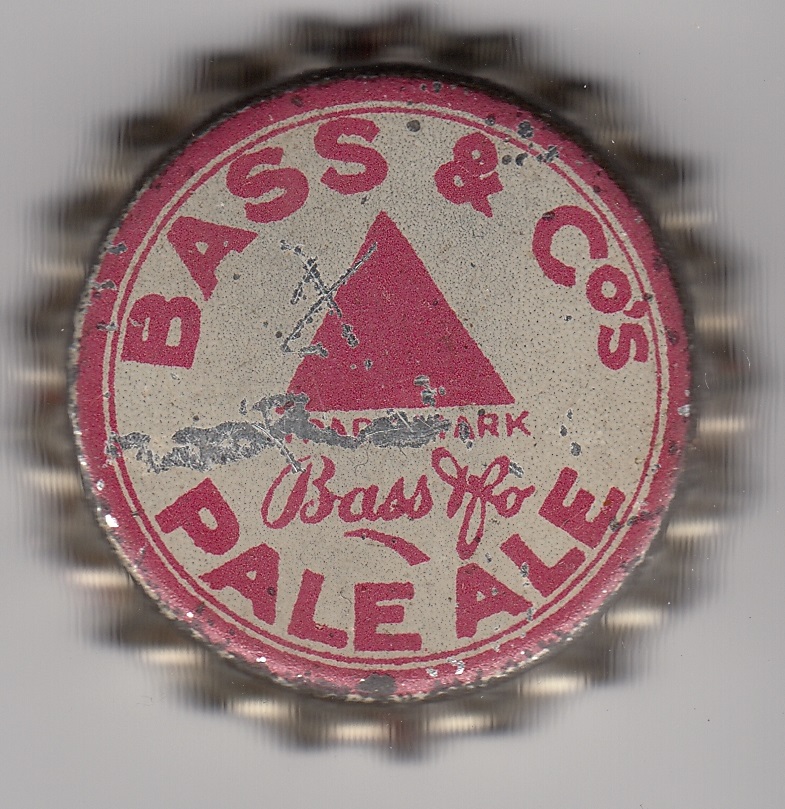 BASS & Co's
TRADE MARK
Bass & Co
PALE ALE